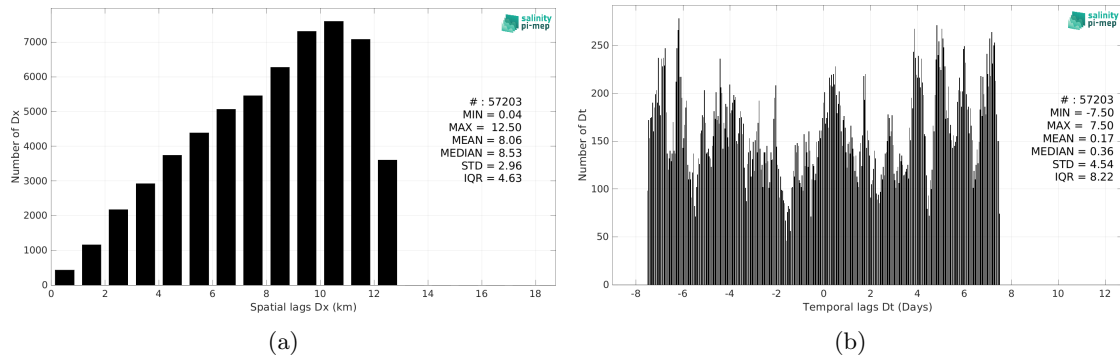 salinity
pi-mep
7000
6000
5000
4000
3000
2000
1000
0
Number of Dx
# : 57203
MIN = 0.04
MAX = 12.50
MEAN = 8.06
MEDIAN = 8.53
STD = 2.96
IQR = 4.63
0 2 4 6 8 10 12 14 16 18
Spatial lags Dx (km)
(a)
salinity
pi-mep
250
200
150
100
50
0
Number of Dt
# : 57203
MIN = -7.50
MAX = 7.50
MEAN = 0.17
MEDIAN = 0.36
STD = 4.54
IQR = 8.22
-8 -6 -4 -2 0 2 4 6 8 10 12
Temporal lags Dt (Days)
(b)